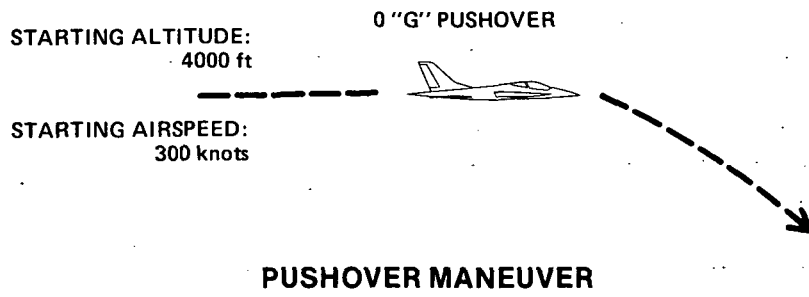 0 "G" PUSHOVER
STARTING ALTITUDE:
4000 ft
STARTING AIRSPEED:
300 knots
PUSHOVER MANEUVER